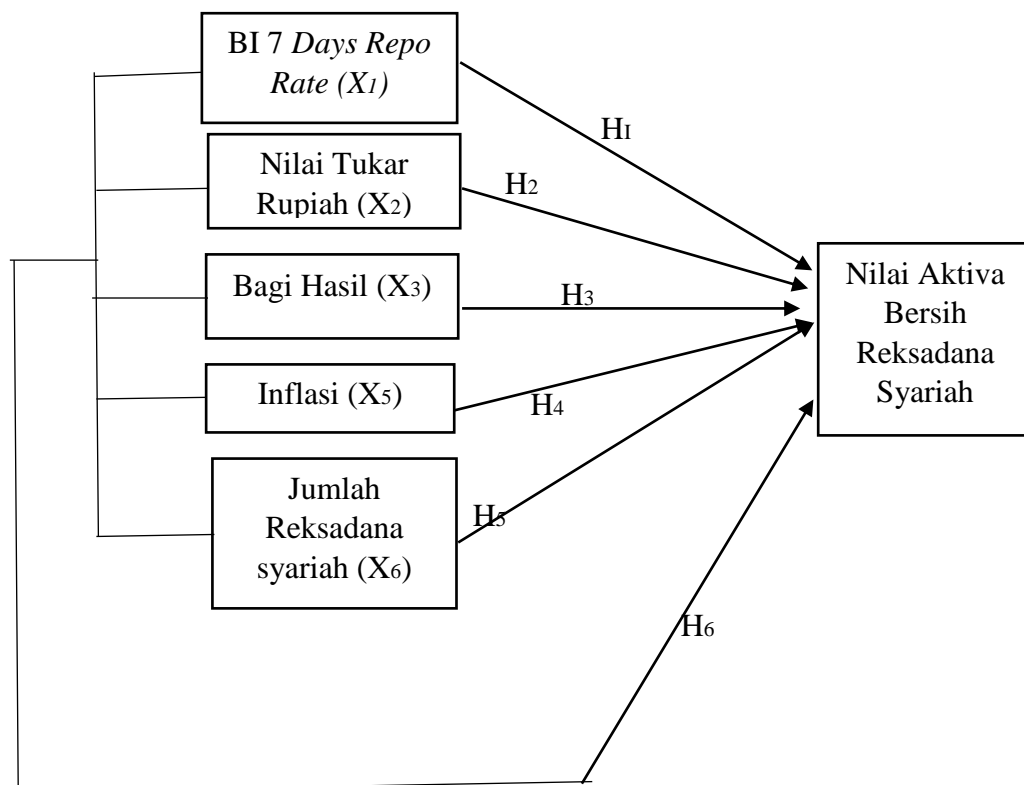 BI 7 Days Repo
Rate (X1)
HI
Nilai Tukar
Rupiah (X2)
H2
Bagi Hasil (X3)
H3
Nilai Aktiva
Bersih
Reksadana
Syariah
Inflasi (X5)
H4
Jumlah
Reksadana
syariah (X6)
H5
H6